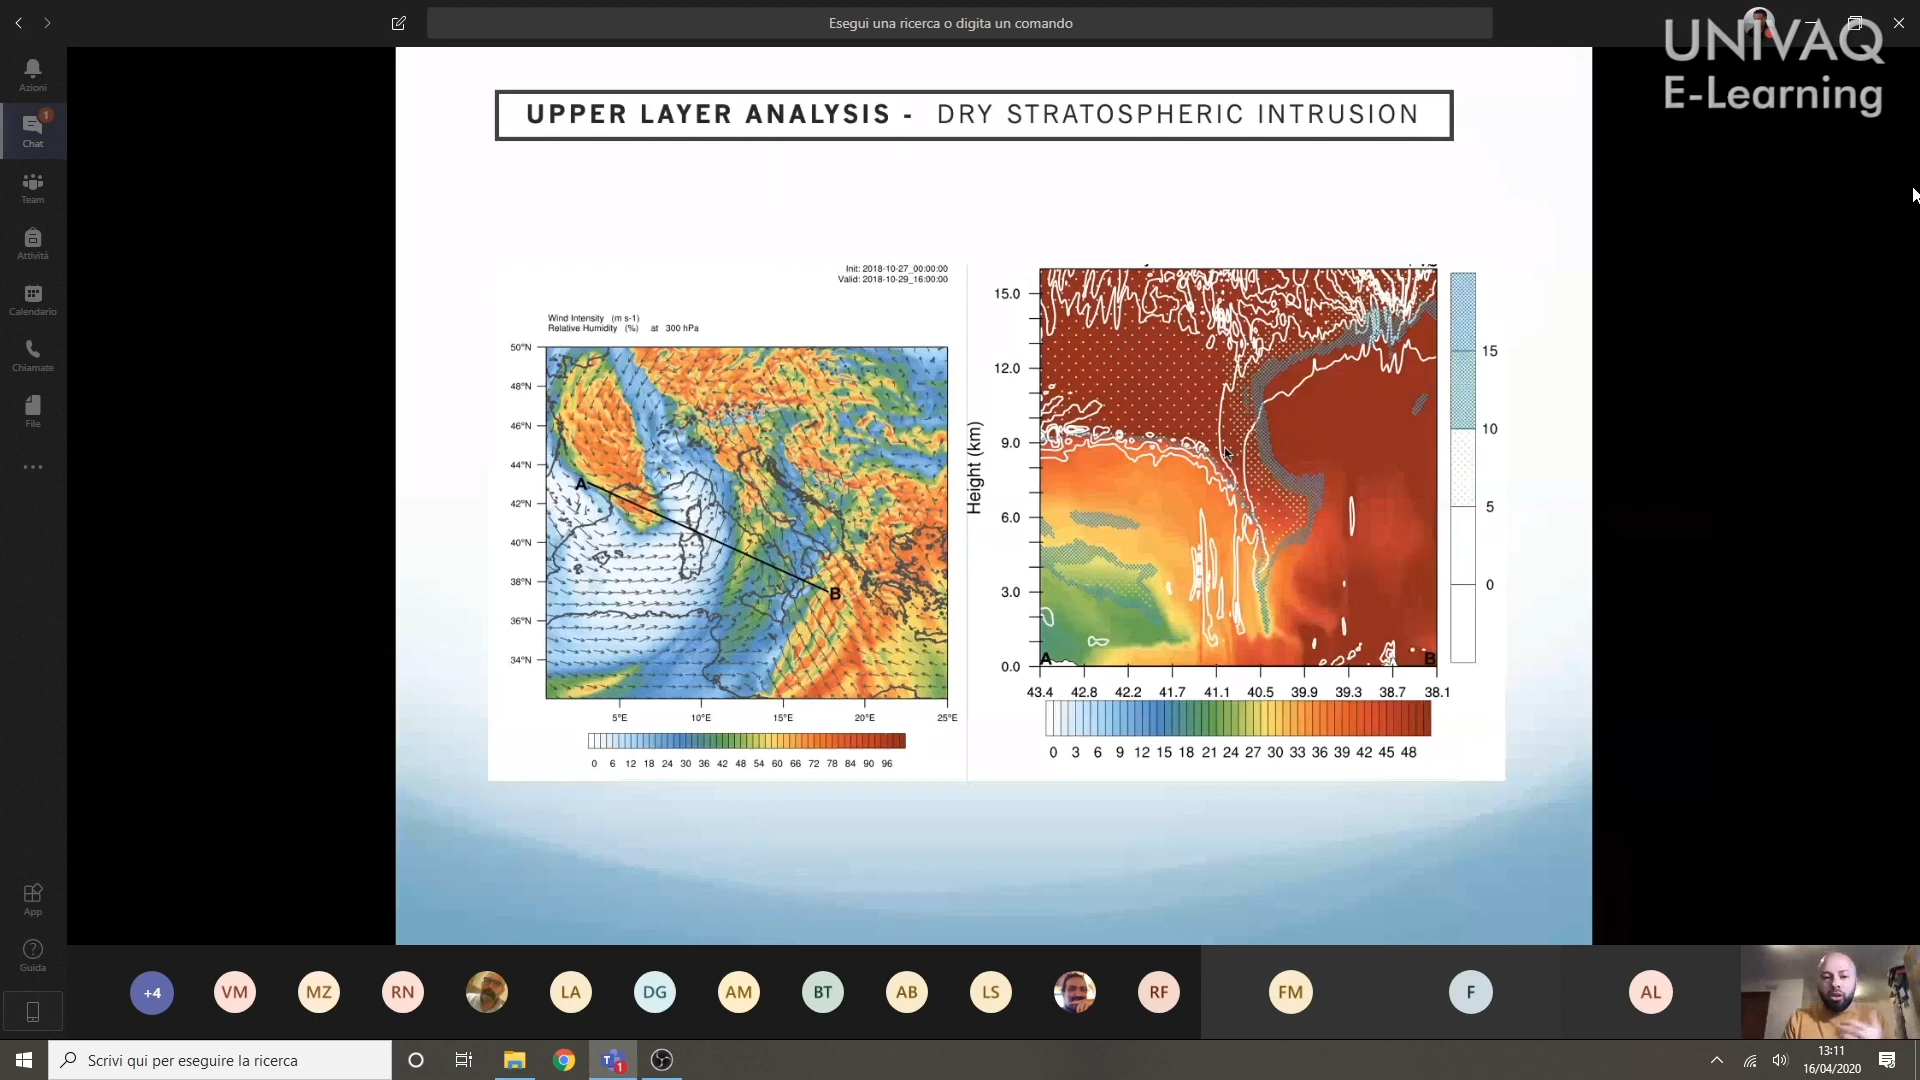 Esegui una ricerca o digita un comando
UNIVAQ
E-Learning
Azioni
1
Chat
Team
Attività
Calendario
Chiamate
File
App
Guida
UPPER LAYER ANALYSIS - DRY STRATOSPHERIC INTRUSION
Init: 2018-10-27_00:00:00
Valid: 2018-10-29_16:00:00
Wind Intensity (m s-1)
Relative Humidity (%) at 300 hPa
50°N
48°N
46°N
44°N
42°N
40°N
38°N
36°N
34°N
A
B
5°E 10°E 15°E 20°E 25°E
0 6 12 18 24 30 36 42 48 54 60 66 72 78 84 90 96
Height (km)
15.0
12.0
9.0
6.0
3.0
0.0
A B
43.4 42.8 42.2 41.7 41.1 40.5 39.9 39.3 38.7 38.1
0 3 6 9 12 15 18 21 24 27 30 33 36 39 42 45 48
15
10
5
0
+4 VM MZ RN LA DG AM BT AB LS RF FM F AL
Scrivi qui per eseguire la ricerca
1
13:11
16/04/2020